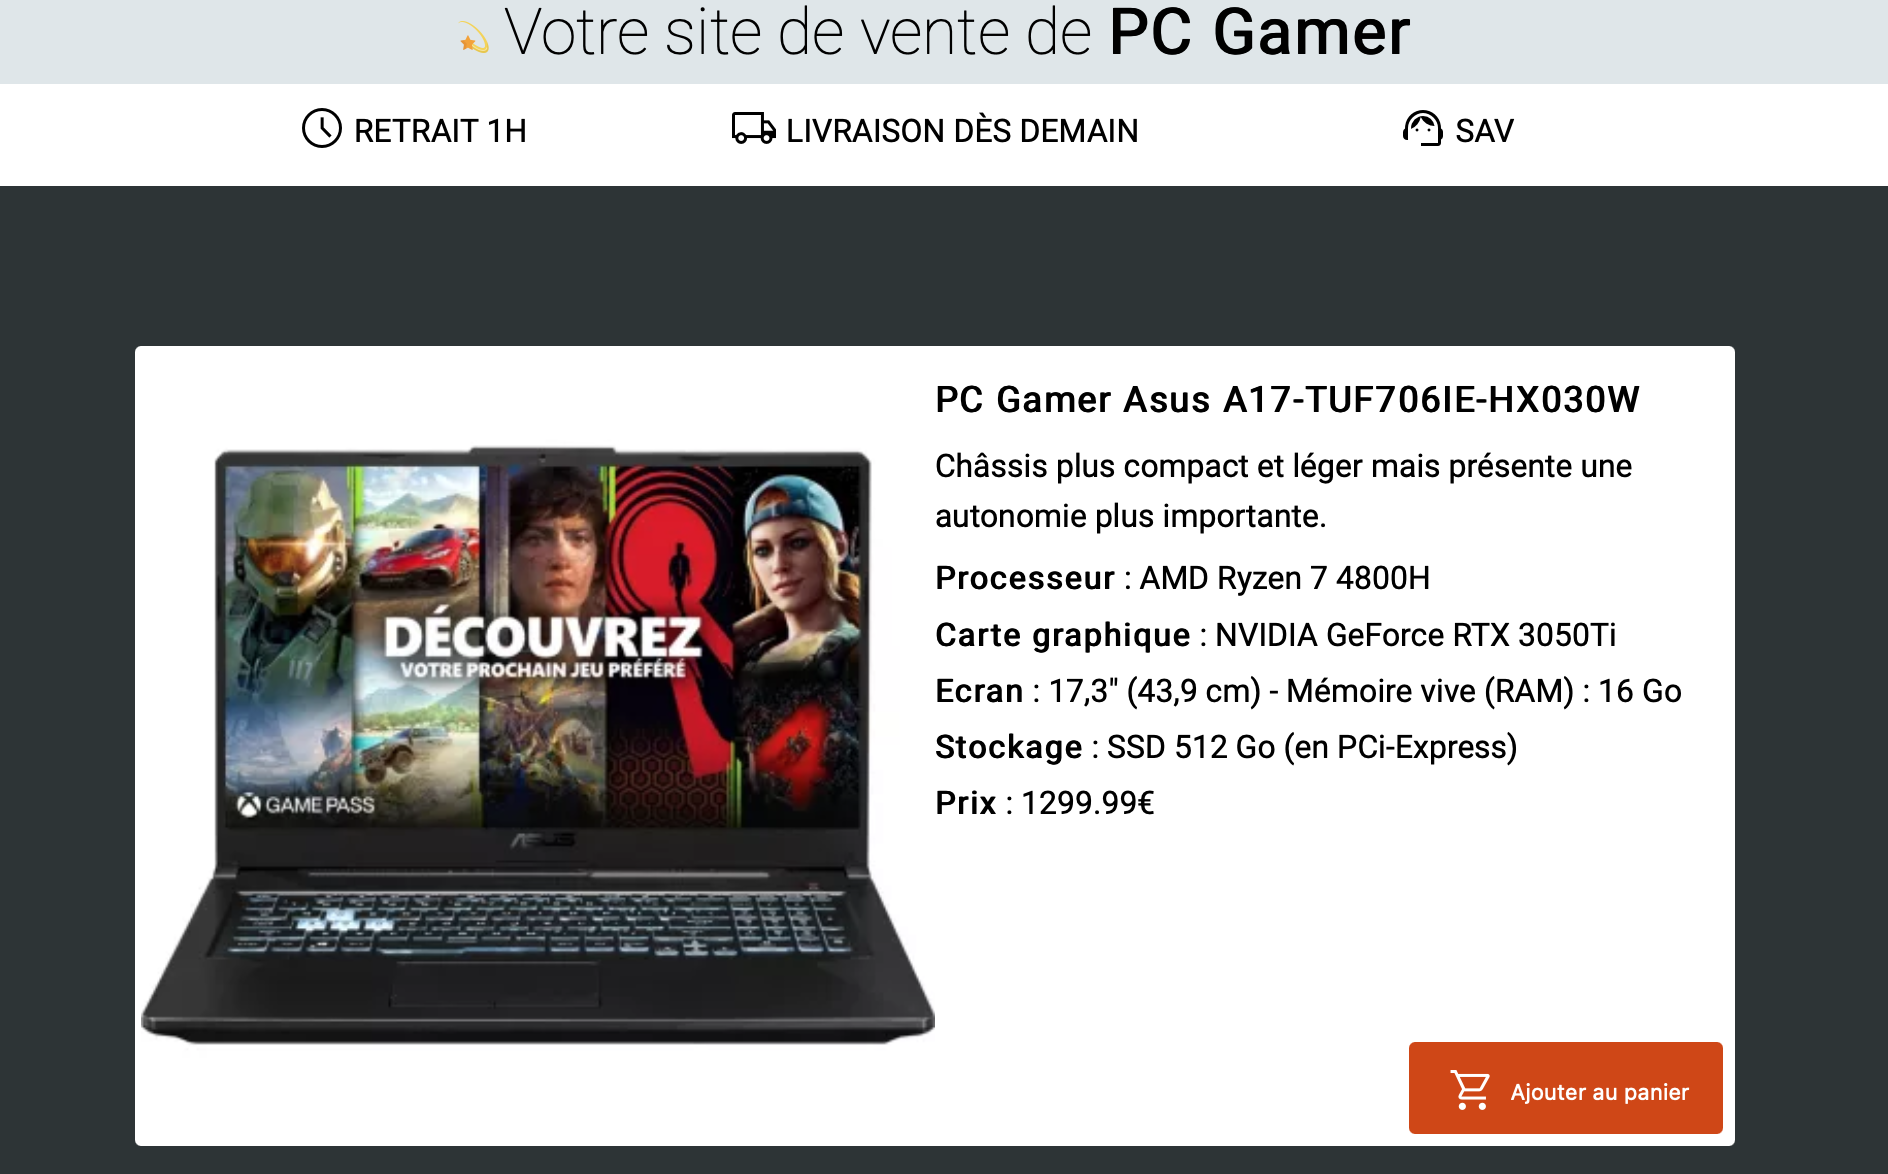 Votre site de vente de PC Gamer
RETRAIT 1H
LIVRAISON DÈS DEMAIN
SAV
PC Gamer Asus A17-TUF706IE-HX030W
Châssis plus compact et léger mais présente une
autonomie plus importante.
Processeur : AMD Ryzen 7 4800H
Carte graphique : NVIDIA GeForce RTX 3050Ti
Ecran : 17,3" (43,9 cm) - Mémoire vive (RAM) : 16 Go
Stockage : SSD 512 Go (en PCi-Express)
Prix : 1299.99€
DÉCOUVREZ
VOTRE PROCHAIN JEU PRÉFÉRÉ
GAME PASS
ASUS
117
Ajouter au panier